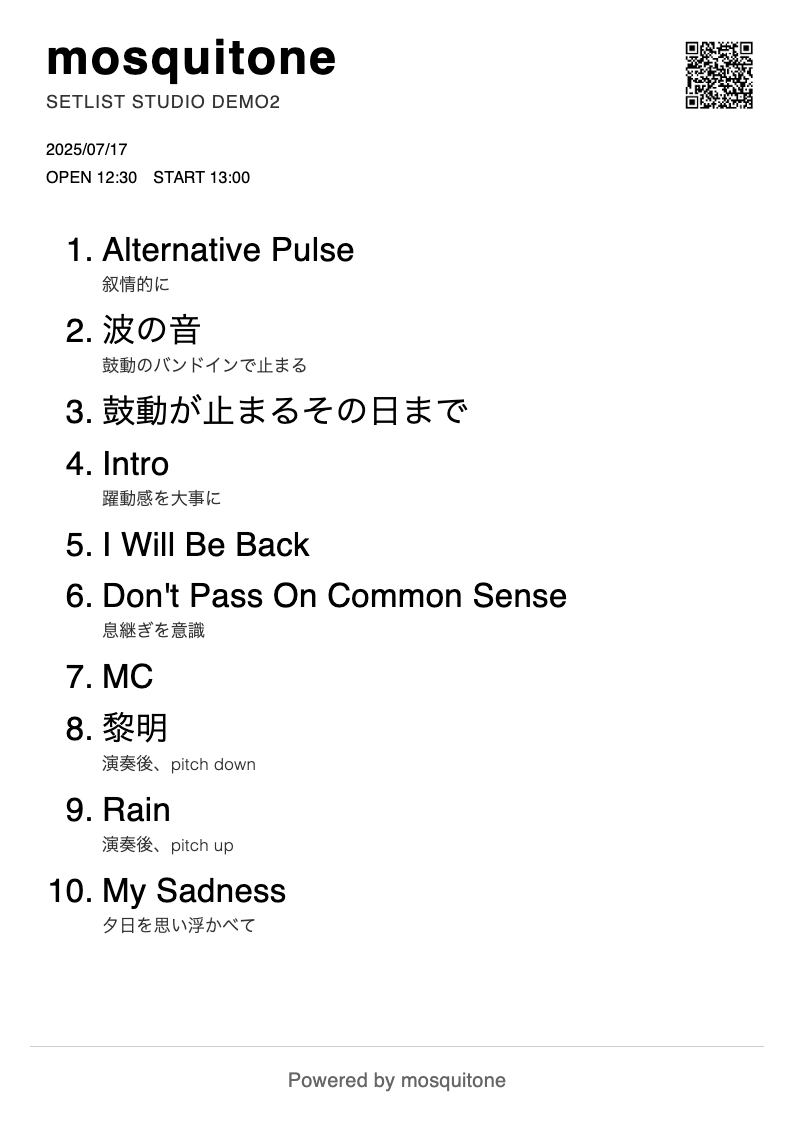 mosquitone
SETLIST STUDIO DEMO2
2025/07/17
OPEN 12:30 START 13:00
1. Alternative Pulse
叙情的に
2. 波の音
鼓動のバンドインで止まる
3. 鼓動が止まるその日まで
4. Intro
躍動感を大事に
5. I Will Be Back
6. Don't Pass On Common Sense
息継ぎを意識
7. MC
8. 黎明
演奏後、pitch down
9. Rain
演奏後、pitch up
10. My Sadness
夕日を思い浮かべて
Powered by mosquitone